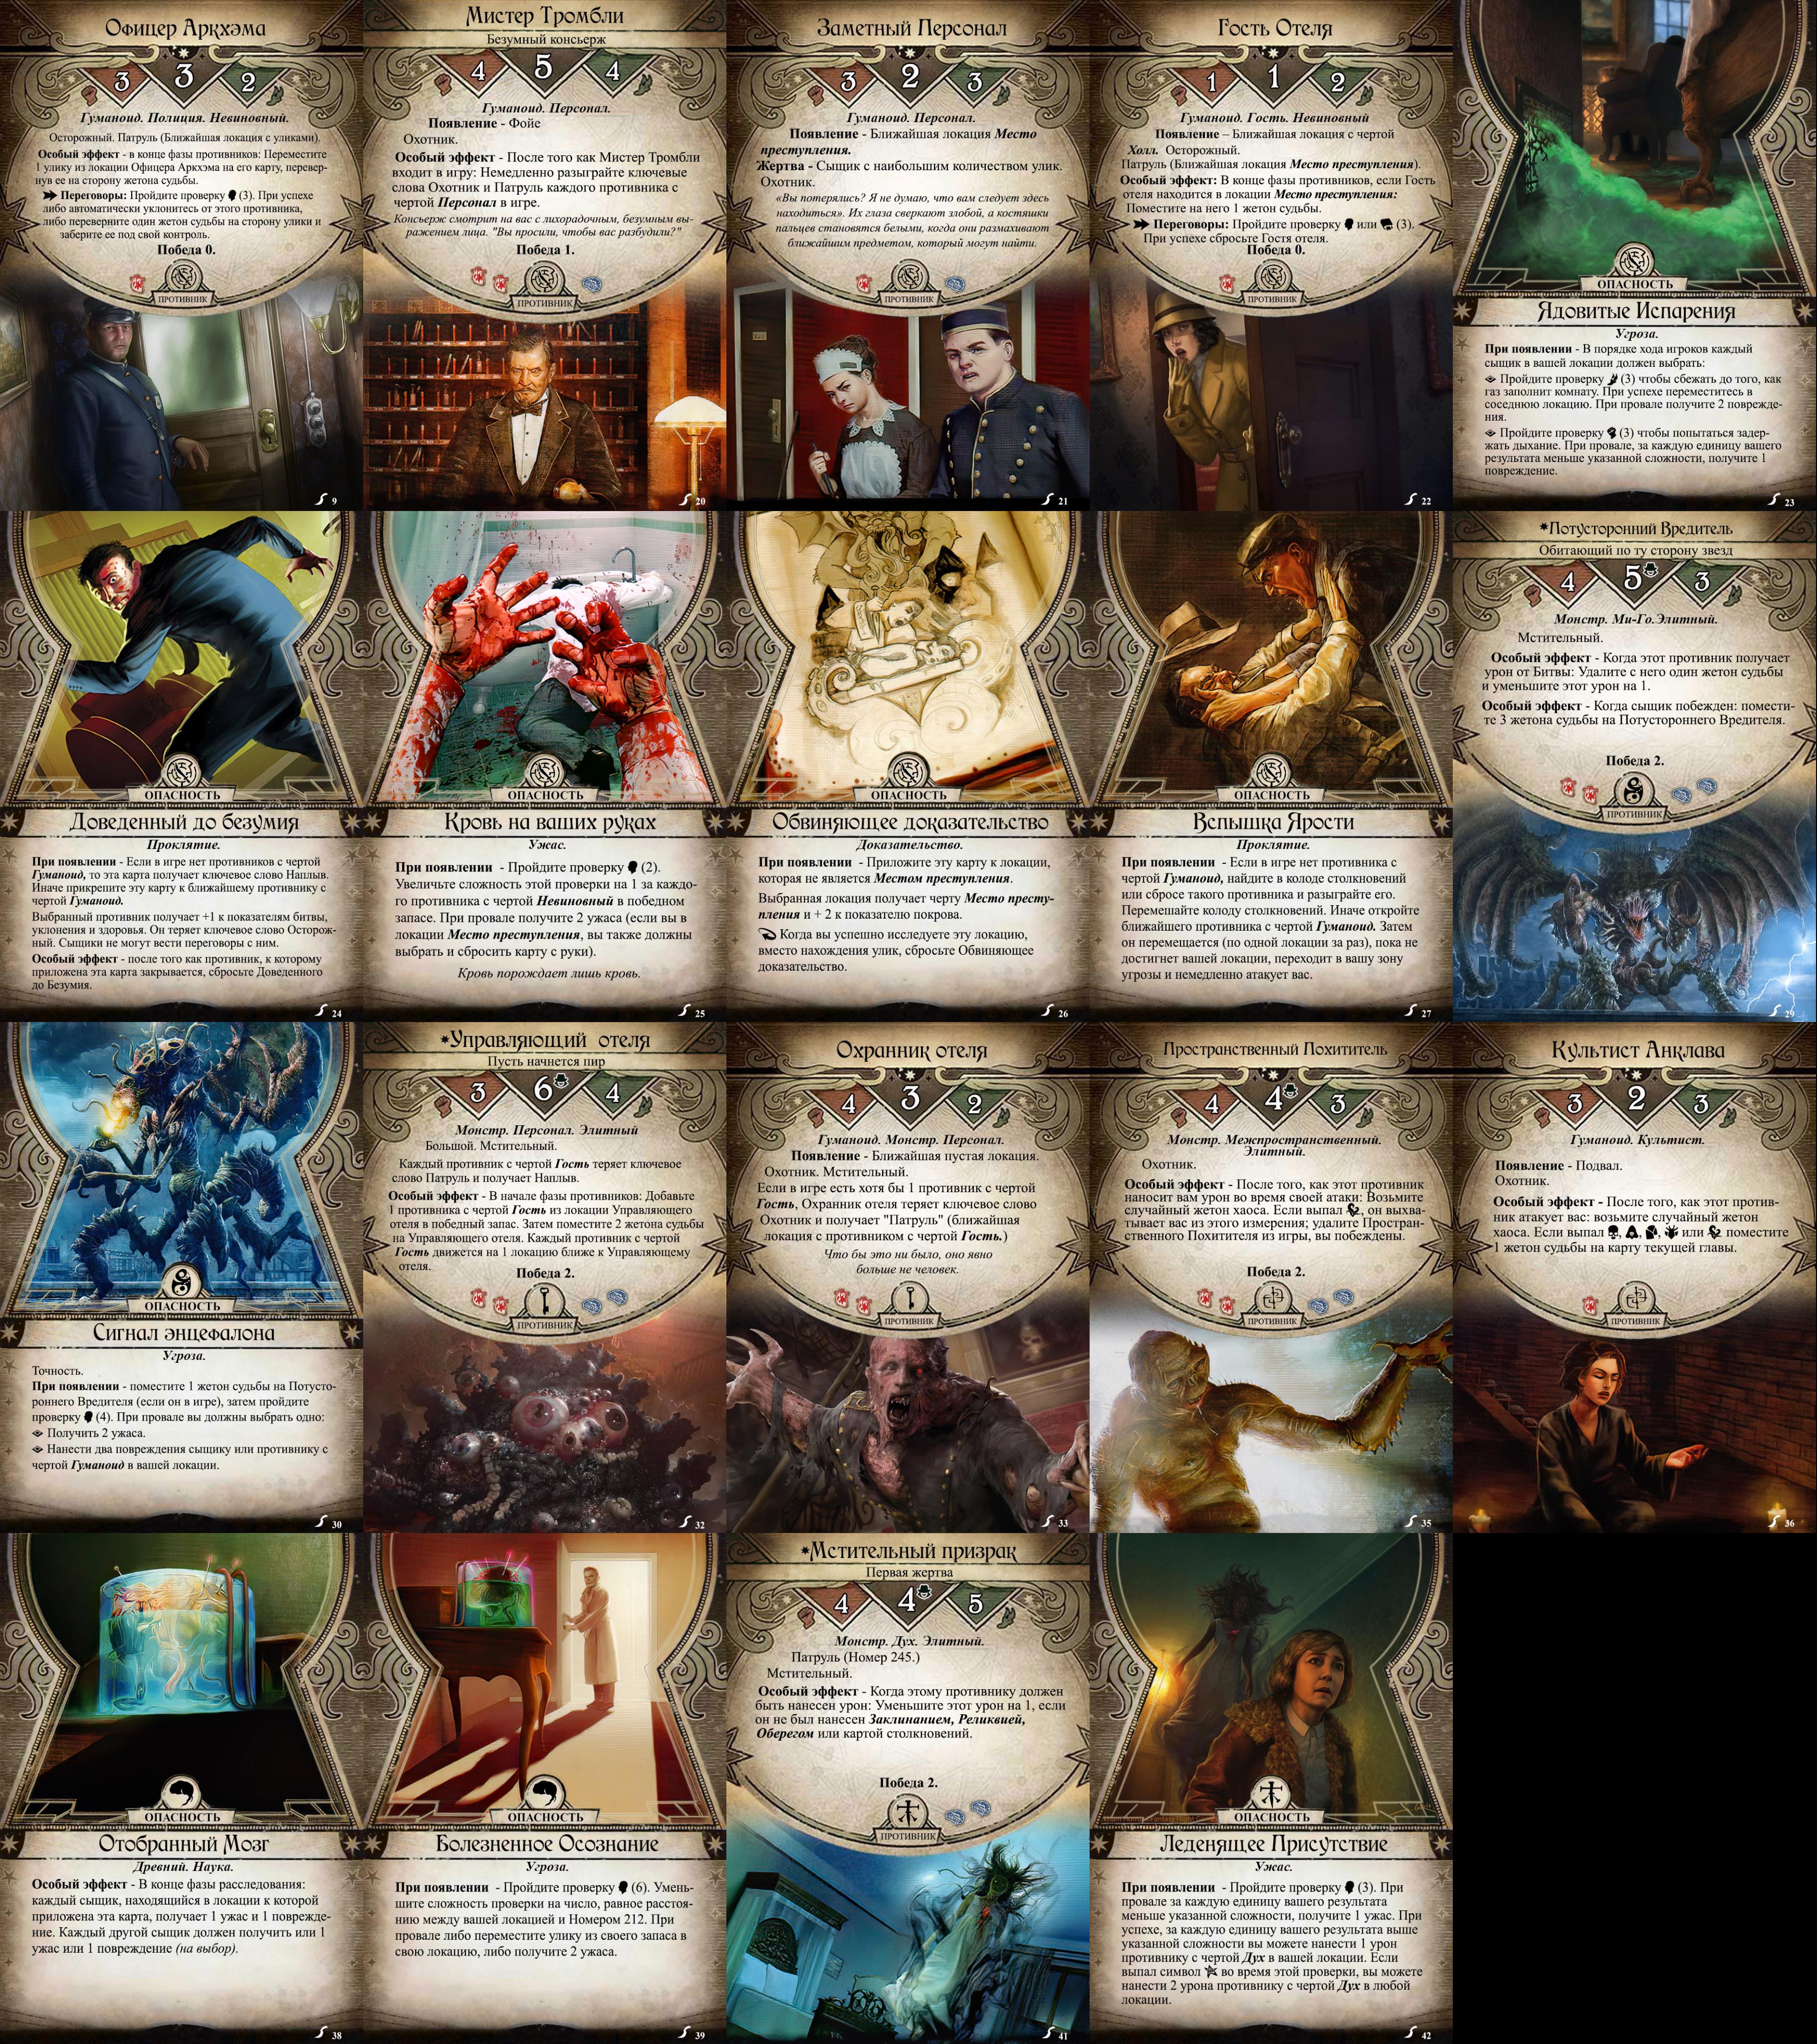 Офицер Аркхэма
3 3 2
Гуманоид. Полиция. Невиновный.
Осторожный. Патруль (Ближайшая локация с уликами).
Особый эффект - в конце фазы противников: Переместите
1 улику из локации Офицера Аркхэма на его карту, перевер-
нув ее на сторону жетона судьбы.
Переговоры: Пройдите проверку (3). При успехе
либо автоматически уклонитесь от этого противника,
либо переверните один жетон судьбы на сторону улики и
заберите ее под свой контроль.
Победа 0.
ПРОТИВНИК
9
Мистер Тромбли
Безумный консьерж
4 5 4
Гуманоид. Персонал.
Появление - Фойе
Охотник.
Особый эффект - После того как Мистер Тромбли
входит в игру: Немедленно разыграйте ключевые
слова Охотник и Патруль каждого противника с
чертой Персонал в игре.
Консьерж смотрит на вас с лихорадочным, безумным вы-
ражением лица. "Вы просили, чтобы вас разбудили?"
Победа 1.
ПРОТИВНИК
20
Заметный Персонал
3 2 3
Гуманоид. Персонал.
Появление - Ближайшая локация Место
преступления.
Жертва - Сыщик с наибольшим количеством улик.
Охотник.
«Вы потерялись? Я не думаю, что вам следует здесь
находиться». Их глаза сверкают злобой, а костяшки
пальцев становятся белыми, когда они размахивают
ближайшим предметом, который могут найти.
ПРОТИВНИК
21
Гость Отеля
1 1 2
Гуманоид. Гость. Невиновный
Появление – Ближайшая локация с чертой
Холл. Осторожный.
Патруль (Ближайшая локация Место преступления).
Особый эффект: В конце фазы противников, если Гость
отеля находится в локации Место преступления:
Поместите на него 1 жетон судьбы.
Переговоры: Пройдите проверку или (3).
При успехе сбросьте Гостя отеля.
Победа 0.
ПРОТИВНИК
22
ОПАСНОСТЬ
Ядовитые Испарения
Угроза.
При появлении - В порядке хода игроков каждый
сыщик в вашей локации должен выбрать:
Пройдите проверку (3) чтобы сбежать до того, как
газ заполнит комнату. При успехе переместитесь в
соседнюю локацию. При провале получите 2 поврежде-
ния.
Пройдите проверку (3) чтобы попытаться задер-
жать дыхание. При провале, за каждую единицу вашего
результата меньше указанной сложности, получите 1
повреждение.
23
ОПАСНОСТЬ
Доведенный до безумия
Проклятие.
При появлении - Если в игре нет противников с чертой
Гуманоид, то эта карта получает ключевое слово Наплыв.
Иначе прикрепите эту карту к ближайшему противнику с
чертой Гуманоид.
Выбранный противник получает +1 к показателям битвы,
уклонения и здоровья. Он теряет ключевое слово Осторож-
ный. Сыщики не могут вести переговоры с ним.
Особый эффект - после того как противник, к которому
приложена эта карта закрывается, сбросьте Доведенного
до Безумия.
24
ОПАСНОСТЬ
Кровь на ваших руках
Ужас.
При появлении - Пройдите проверку (2).
Увеличьте сложность этой проверки на 1 за каждо-
го противника с чертой Невиновный в победном
запасе. При провале получите 2 ужаса (если вы в
локации Место преступления, вы также должны
выбрать и сбросить карту с руки).
Кровь порождает лишь кровь.
25
ОПАСНОСТЬ
Обвиняющее доказательство
Доказательство.
При появлении - Приложите эту карту к локации,
которая не является Местом преступления.
Выбранная локация получает черту Место престу-
пления и + 2 к показателю покрова.
Когда вы успешно исследуете эту локацию,
вместо нахождения улик, сбросьте Обвиняющее
доказательство.
26
ОПАСНОСТЬ
Вспышка Ярости
Проклятие.
При появлении - Если в игре нет противника с
чертой Гуманоид, найдите в колоде столкновений
или сбросе такого противника и разыграйте его.
Перемешайте колоду столкновений. Иначе откройте
ближайшего противника с чертой Гуманоид. Затем
он перемещается (по одной локации за раз), пока не
достигнет вашей локации, переходит в вашу зону
угрозы и немедленно атакует вас.
27
*Потусторонний Вредитель
Обитающий по ту сторону звезд
4 5 3
Монстр. Ми-Го.Элитный.
Мстительный.
Особый эффект - Когда этот противник получает
урон от Битвы: Удалите с него один жетон судьбы
и уменьшите этот урон на 1.
Особый эффект - Когда сыщик побежден: помести-
те 3 жетона судьбы на Потустороннего Вредителя.
Победа 2.
ПРОТИВНИК
29
ОПАСНОСТЬ
Сигнал энцефалона
Угроза.
Точность.
При появлении - поместите 1 жетон судьбы на Потусто-
роннего Вредителя (если он в игре), затем пройдите
проверку (4). При провале вы должны выбрать одно:
Получить 2 ужаса.
Нанести два повреждения сыщику или противнику с
чертой Гуманоид в вашей локации.
30
*Управляющий отеля
Пусть начнется пир
3 6 4
Монстр. Персонал. Элитный
Большой. Мстительный.
Каждый противник с чертой Гость теряет ключевое
слово Патруль и получает Наплыв.
Особый эффект - В начале фазы противников: Добавьте
1 противника с чертой Гость из локации Управляющего
отеля в победный запас. Затем поместите 2 жетона судьбы
на Управляющего отеля. Каждый противник с чертой
Гость движется на 1 локацию ближе к Управляющему
отеля.
Победа 2.
ПРОТИВНИК
32
Охранник отеля
4 3 2
Гуманоид. Монстр. Персонал.
Появление - Ближайшая пустая локация.
Охотник. Мстительный.
Если в игре есть хотя бы 1 противник с чертой
Гость, Охранник отеля теряет ключевое слово
Охотник и получает "Патруль" (ближайшая
локация с противником с чертой Гость.)
Что бы это ни было, оно явно
больше не человек.
ПРОТИВНИК
33
Пространственный Похититель
4 4 3
Монстр. Межпространственный.
Элитный.
Охотник.
Особый эффект - После того, как этот противник
наносит вам урон во время своей атаки: Возьмите
случайный жетон хаоса. Если выпал , он выхва-
тывает вас из этого измерения; удалите Простран-
ственного Похитителя из игры, вы побеждены.
Победа 2.
ПРОТИВНИК
35
Культист Анклава
3 2 3
Гуманоид. Культист.
Появление - Подвал.
Охотник.
Особый эффект - После того, как этот против-
ник атакует вас: возьмите случайный жетон
хаоса. Если выпал , , , или поместите
1 жетон судьбы на карту текущей главы.
ПРОТИВНИК
36
ОПАСНОСТЬ
Отобранный Мозг
Древний. Наука.
Особый эффект - В конце фазы расследования:
каждый сыщик, находящийся в локации к которой
приложена эта карта, получает 1 ужас и 1 поврежде-
ние. Каждый другой сыщик должен получить или 1
ужас или 1 повреждение (на выбор).
38
ОПАСНОСТЬ
Болезненное Осознание
Угроза.
При появлении - Пройдите проверку (6). Умень-
шите сложность проверки на число, равное расстоя-
нию между вашей локацией и Номером 212. При
провале либо переместите улику из своего запаса в
свою локацию, либо получите 2 ужаса.
39
*Мстительный призрак
Первая жертва
4 4 5
Монстр. Дух. Элитный.
Патруль (Номер 245.)
Мстительный.
Особый эффект - Когда этому противнику должен
быть нанесен урон: Уменьшите этот урон на 1, если
он не был нанесен Заклинанием, Реликвией,
Оберегом или картой столкновений.
Победа 2.
ПРОТИВНИК
41
ОПАСНОСТЬ
Леденящее Присутствие
Ужас.
При появлении - Пройдите проверку (3). При
провале за каждую единицу вашего результата
меньше указанной сложности, получите 1 ужас. При
успехе, за каждую единицу вашего результата выше
указанной сложности вы можете нанести 1 урон
противнику с чертой Дух в вашей локации. Если
выпал символ во время этой проверки, вы можете
нанести 2 урона противнику с чертой Дух в любой
локации.
42